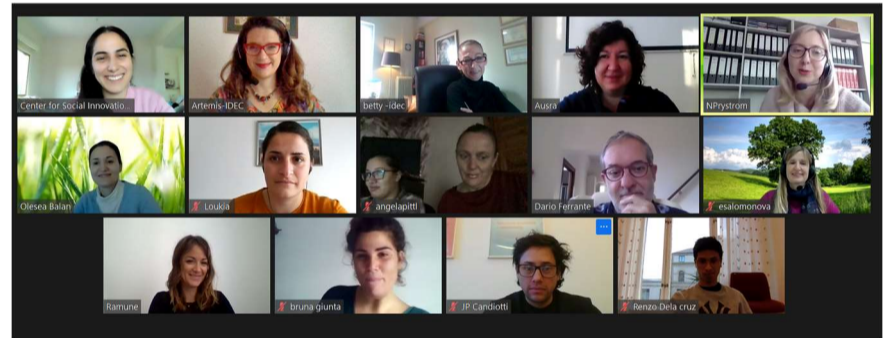 Center for Social Innovatio...
Artemis-IDEC
betty -idec
Ausra
NPrystrom
Olesea Balan
Loukia
angelapittl
Dario Ferrante
esalomonova
Ramune
bruna giunta
JP Candiotti
Renzo Dela cruz